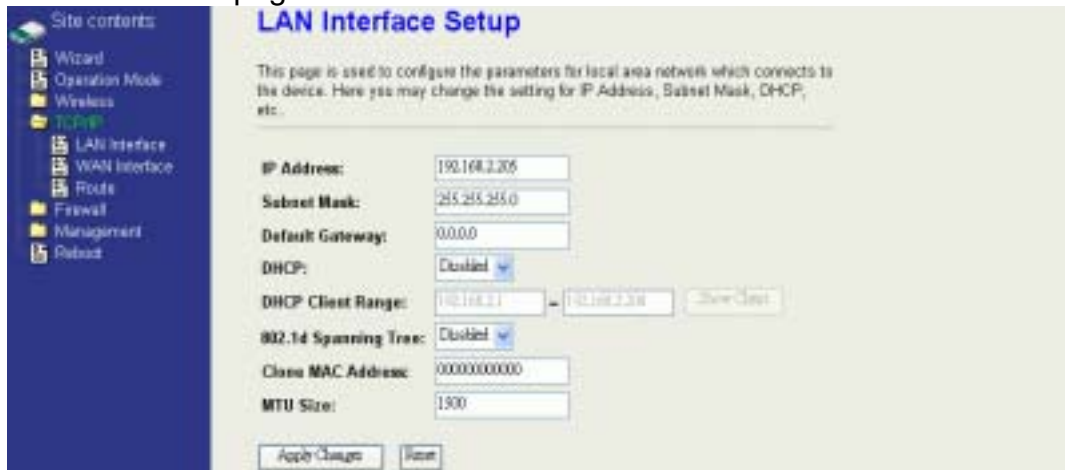 pag
Site contents:
Wizard
Operation Mode
Wireless
TCP/IP
LAN Interface
WAN Interface
Route
Firewall
Management
Reboot
LAN Interface Setup
This page is used to configure the parameters for local area network which connects to
the device. Here you may change the setting for IP Address, Subnet Mask, DHCP,
etc..
IP Address: 192.168.2.205
Subnet Mask: 255.255.255.0
Default Gateway: 0.0.0.0
DHCP: Disabled
DHCP Client Range: - Show Client
802.1d Spanning Tree: Disabled
Clone MAC Address: 000000000000
MTU Size:
Apply Changes Reset